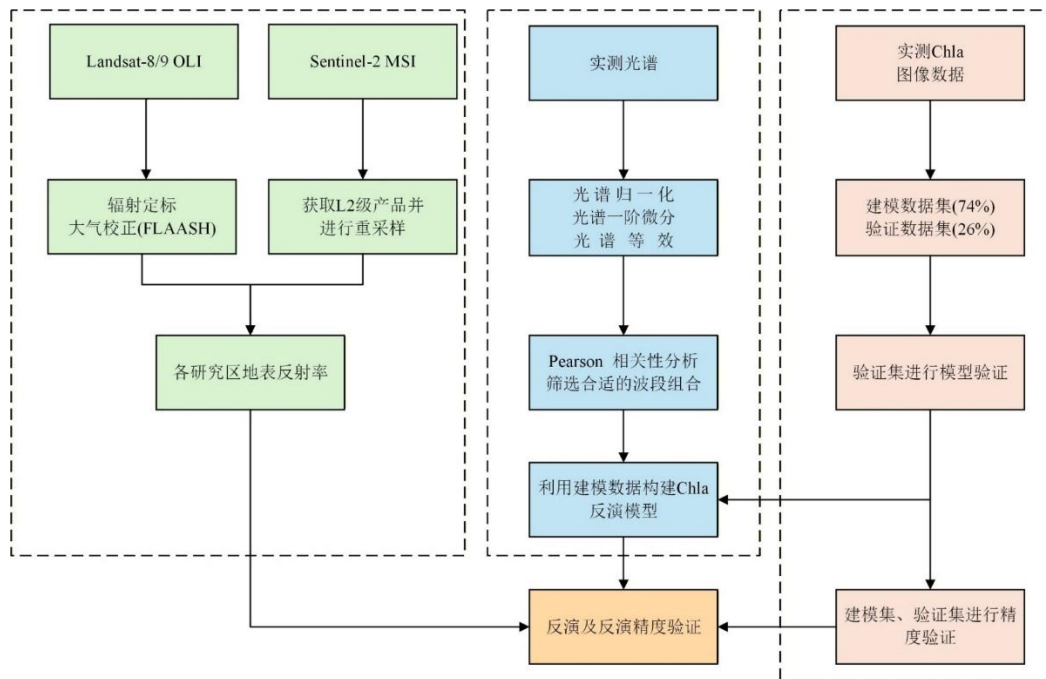 Landsat-8/9 OLI
Sentinel-2 MSI
实测光谱
实测Chla
图像数据
辐射定标
大气校正(FLAASH)
获取L2级产品并
进行重采样
光谱归一化
光谱一阶微分
光谱等效
建模数据集(74%)
验证数据集(26%)
各研究区地表反射率
Pearson 相关性分析
筛选合适的波段组合
验证集进行模型验证
利用建模数据构建Chla
反演模型
反演及反演精度验证
建模集、验证集进行精
度验证